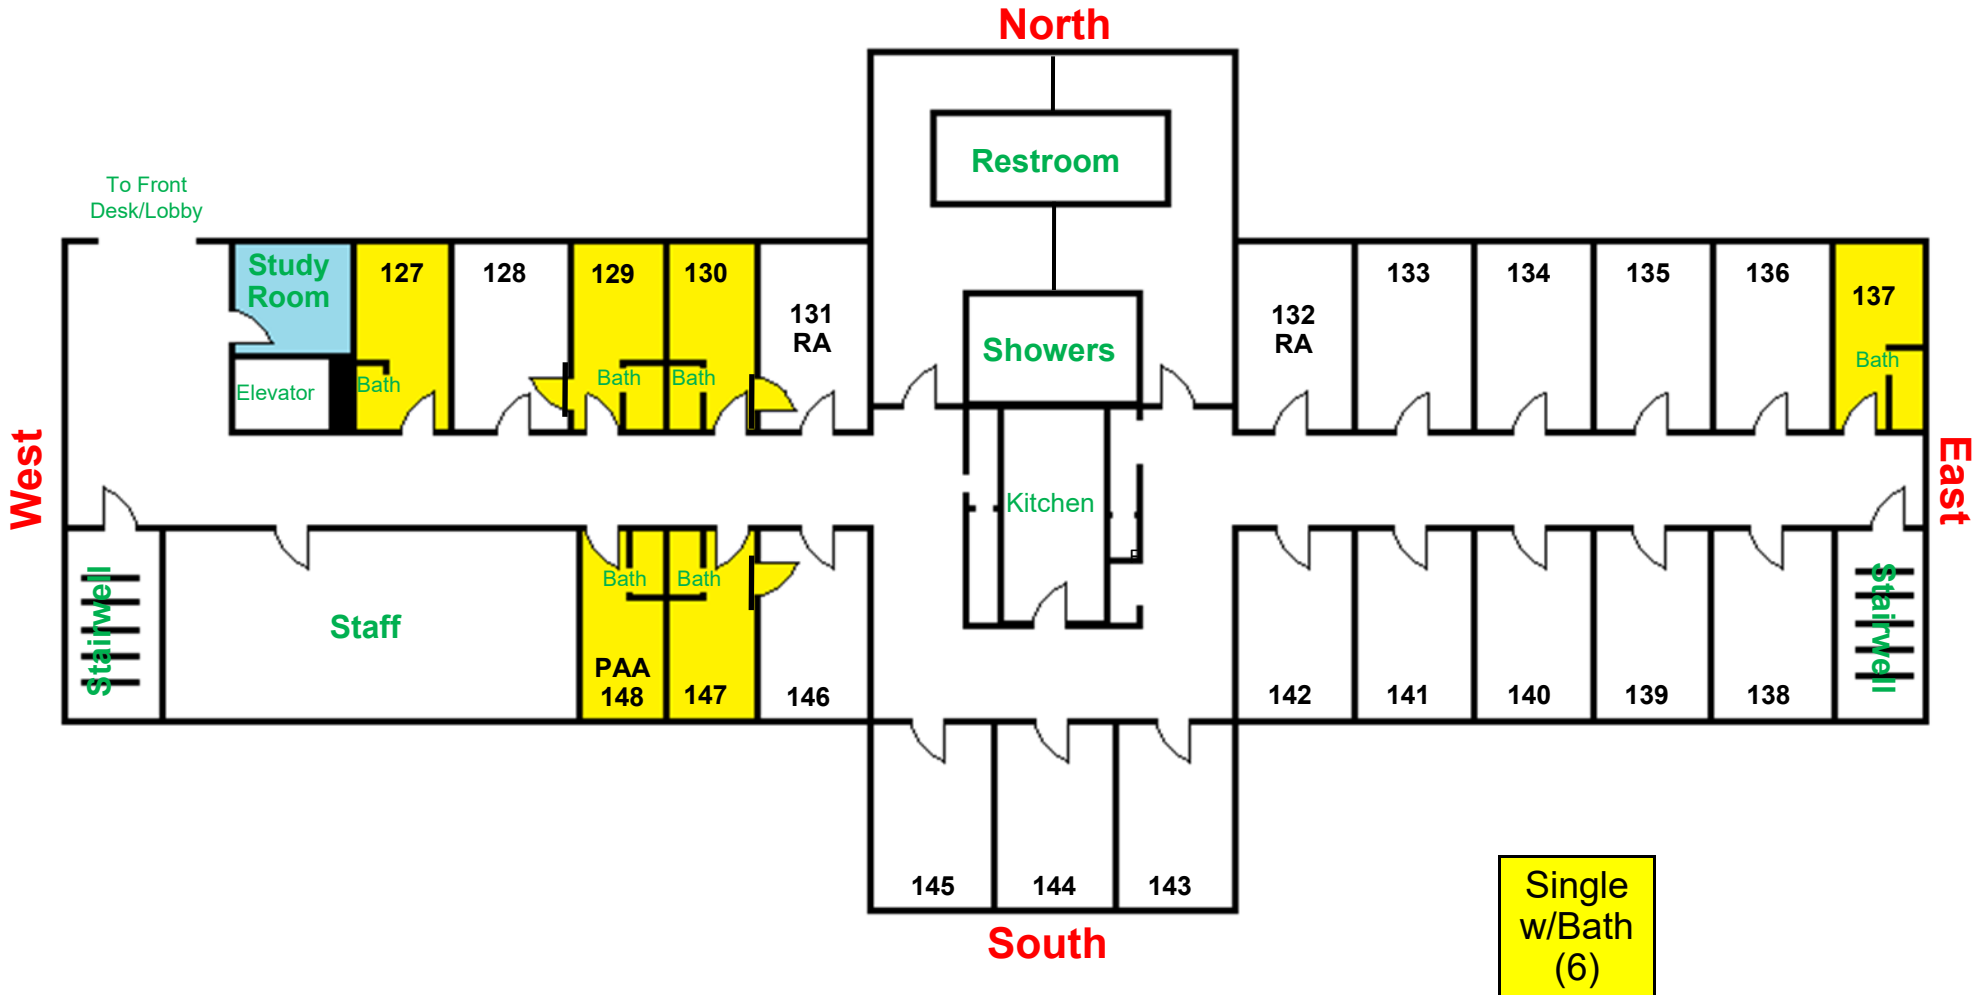 North
Restroom
To Front
Desk/Lobby
Study
Room
127
128
129
130
131
RA
Showers
132
RA
133
134
135
136
137
Elevator
Bath
Bath
Bath
Bath
West
Kitchen
East
Stairwell
Staff
Bath
Bath
PAA
148
147
146
142
141
140
139
138
Stairwell
145
144
143
South
Single
w/Bath
(6)